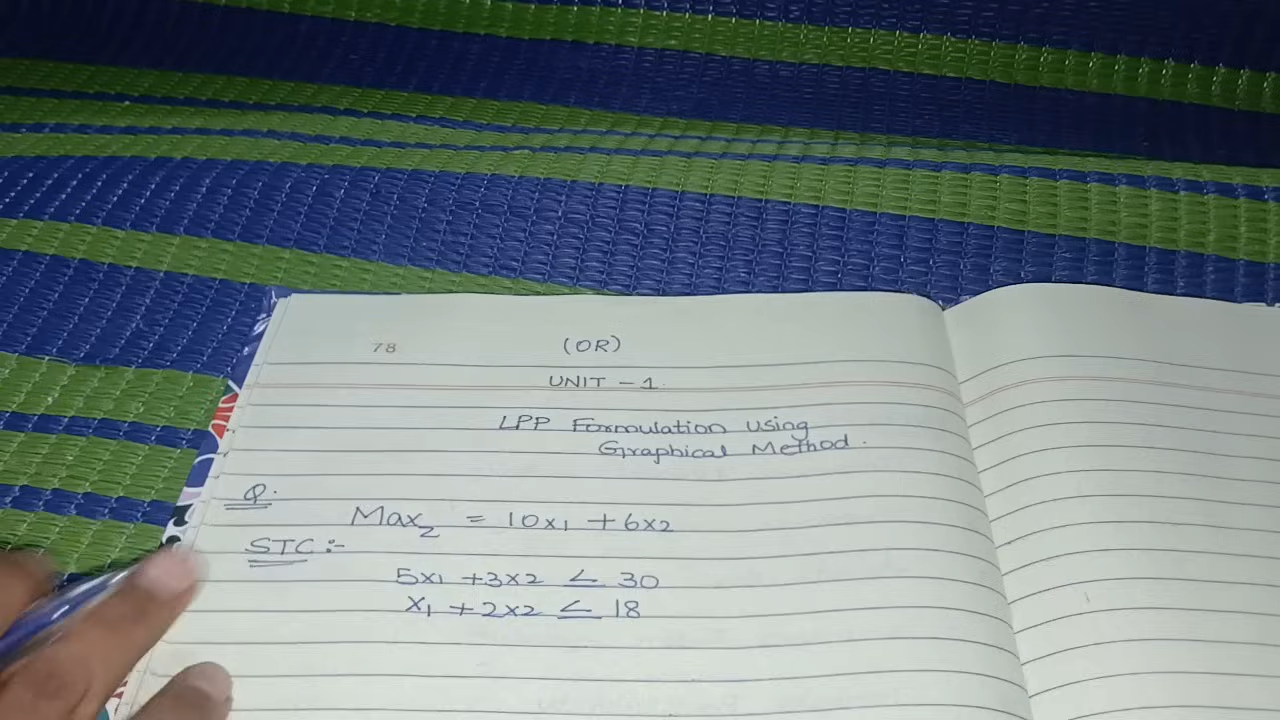 78
(OR)
UNIT - 1.
LPP Formulation using
Graphical Method.
Q.
Max z = 10x1 + 6x2
STC :-
5x1 + 3x2 ≤ 30
x1 + 2x2 ≤ 18